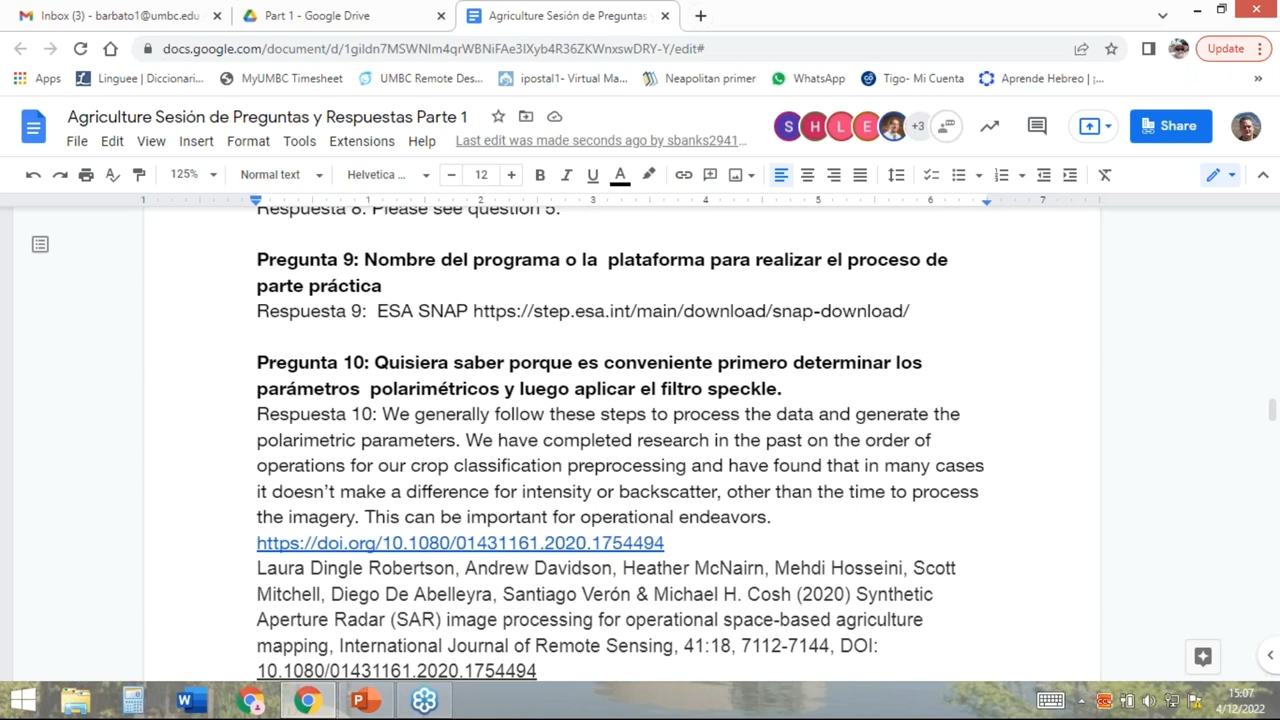 Inbox (3) - barbato1@umbc.edu
Part 1 - Google Drive
Agriculture Sesión de Preguntas
docs.google.com/document/d/1gildn7MSWNlm4qrWBNiFAe3lXyb4R36ZKWnxswDRY-Y/edit#
Update
Apps
Linguee | Diccionari...
MyUMBC Timesheet
UMBC Remote Des...
ipostal1- Virtual Ma...
Neapolitan primer
WhatsApp
Tigo- Mi Cuenta
Aprende Hebreo | ¡...
»
Agriculture Sesión de Preguntas y Respuestas Parte 1
S H L E +3
Share
File Edit View Insert Format Tools Extensions Help
Last edit was made seconds ago by sbanks2941...
125% Normal text Helvetica ... 12 B I U A
1 1 2 3 4 5 6 7
Respuesta 8: Please see question 5.
Pregunta 9: Nombre del programa o la plataforma para realizar el proceso de
parte práctica
Respuesta 9: ESA SNAP https://step.esa.int/main/download/snap-download/
Pregunta 10: Quisiera saber porque es conveniente primero determinar los
parámetros polarimétricos y luego aplicar el filtro speckle.
Respuesta 10: We generally follow these steps to process the data and generate the
polarimetric parameters. We have completed research in the past on the order of
operations for our crop classification preprocessing and have found that in many cases
it doesn't make a difference for intensity or backscatter, other than the time to process
the imagery. This can be important for operational endeavors.
https://doi.org/10.1080/01431161.2020.1754494
Laura Dingle Robertson, Andrew Davidson, Heather McNairn, Mehdi Hosseini, Scott
Mitchell, Diego De Abelleyra, Santiago Verón & Michael H. Cosh (2020) Synthetic
Aperture Radar (SAR) image processing for operational space-based agriculture
mapping, International Journal of Remote Sensing, 41:18, 7112-7144, DOI:
10.1080/01431161.2020.1754494
15:07
4/12/2022